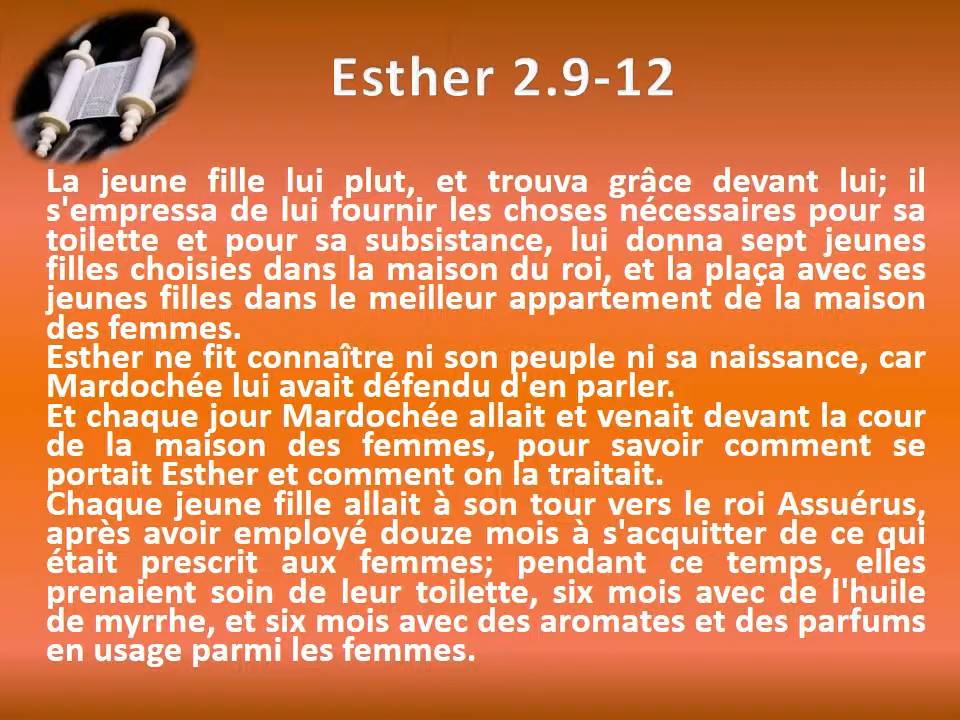 Esther 2.9-12
La jeune fille lui plut, et trouva grâce devant lui; il
s'empressa de lui fournir les choses nécessaires pour sa
toilette et pour sa subsistance, lui donna sept jeunes
filles choisies dans la maison du roi, et la plaça avec ses
jeunes filles dans le meilleur appartement de la maison
des femmes.
Esther ne fit connaître ni son peuple ni sa naissance, car
Mardochée lui avait défendu d'en parler.
Et chaque jour Mardochée allait et venait devant la cour
de la maison des femmes, pour savoir comment se
portait Esther et comment on la traitait.
Chaque jeune fille allait à son tour vers le roi Assuérus,
après avoir employé douze mois à s'acquitter de ce qui
était prescrit aux femmes; pendant ce temps, elles
prenaient soin de leur toilette, six mois avec de l'huile
de myrrhe, et six mois avec des aromates et des parfums
en usage parmi les femmes.